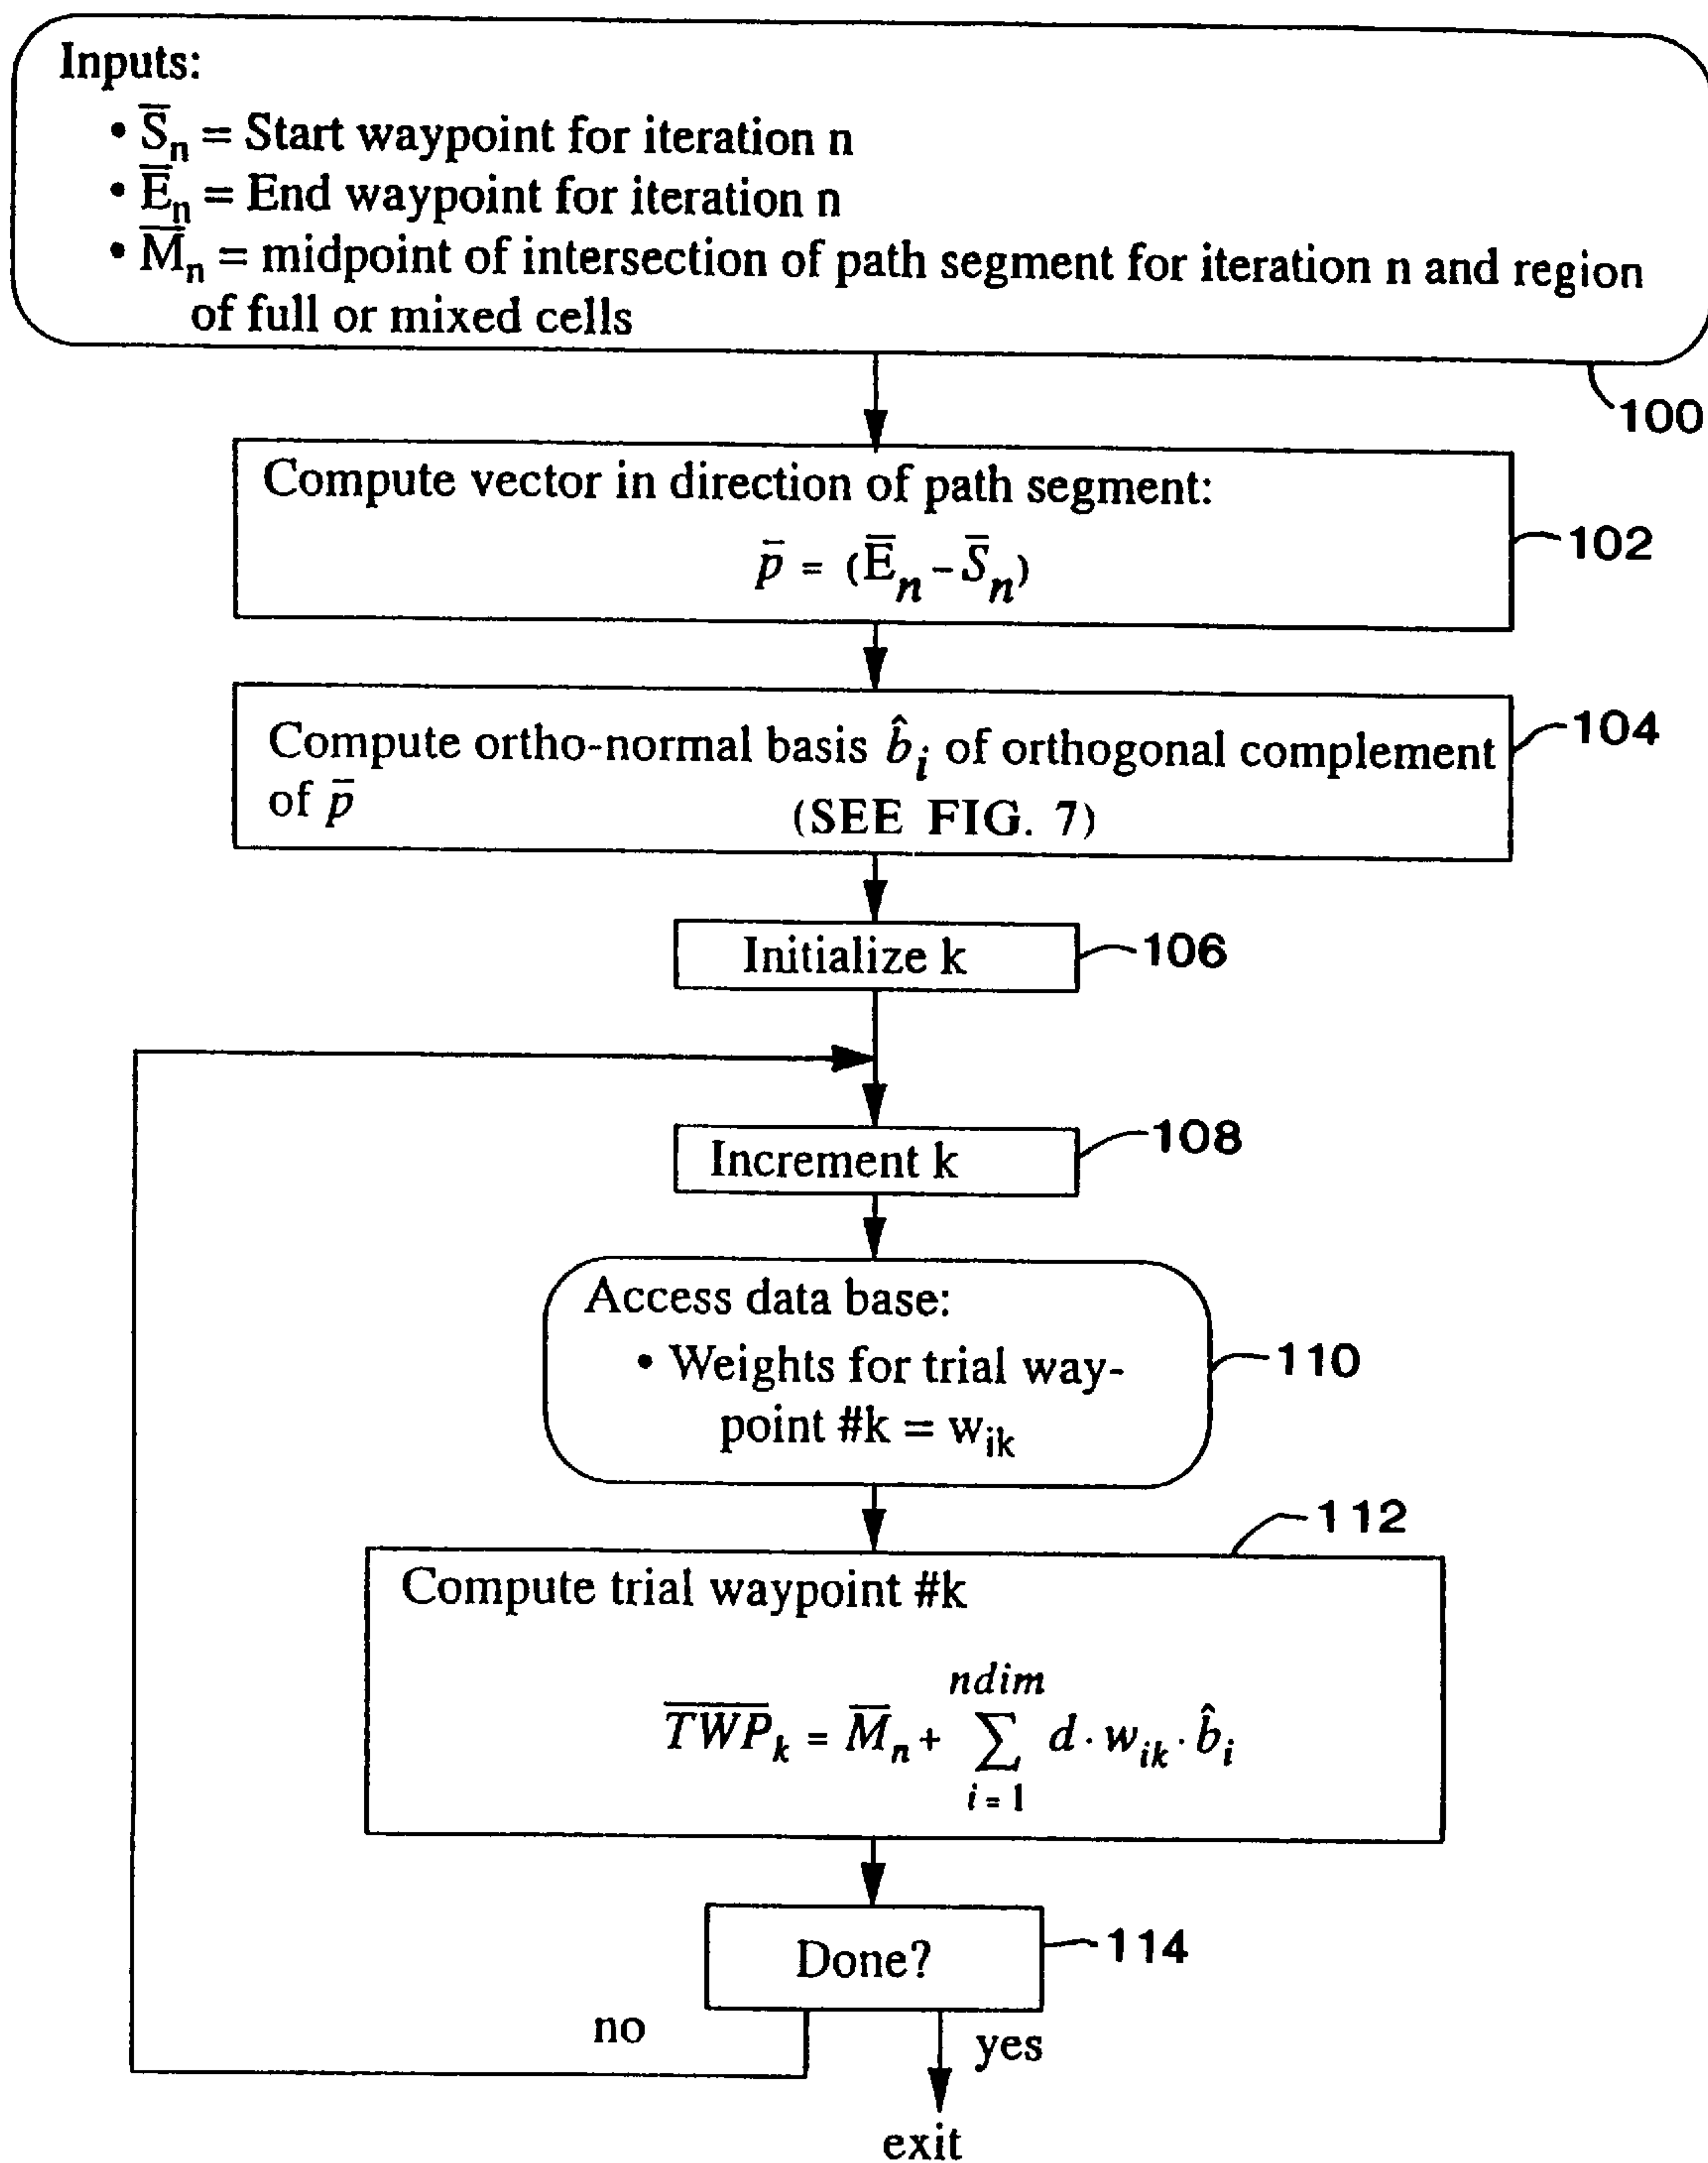 Inputs:
• S̅n = Start waypoint for iteration n
• E̅n = End waypoint for iteration n
• M̅n = midpoint of intersection of path segment for iteration n and region
of full or mixed cells
100
Compute vector in direction of path segment:
p̅ = (E̅n − S̅n)
102
Compute ortho-normal basis b̂i of orthogonal complement
of p̅
(SEE FIG. 7)
104
Initialize k
106
Increment k
108
Access data base:
• Weights for trial way-
point #k = wik
110
112
Compute trial waypoint #k
ndim
T̅W̅P̅k = M̅n + ∑ d · wik · b̂i
i = 1
Done?
114
no
yes
exit